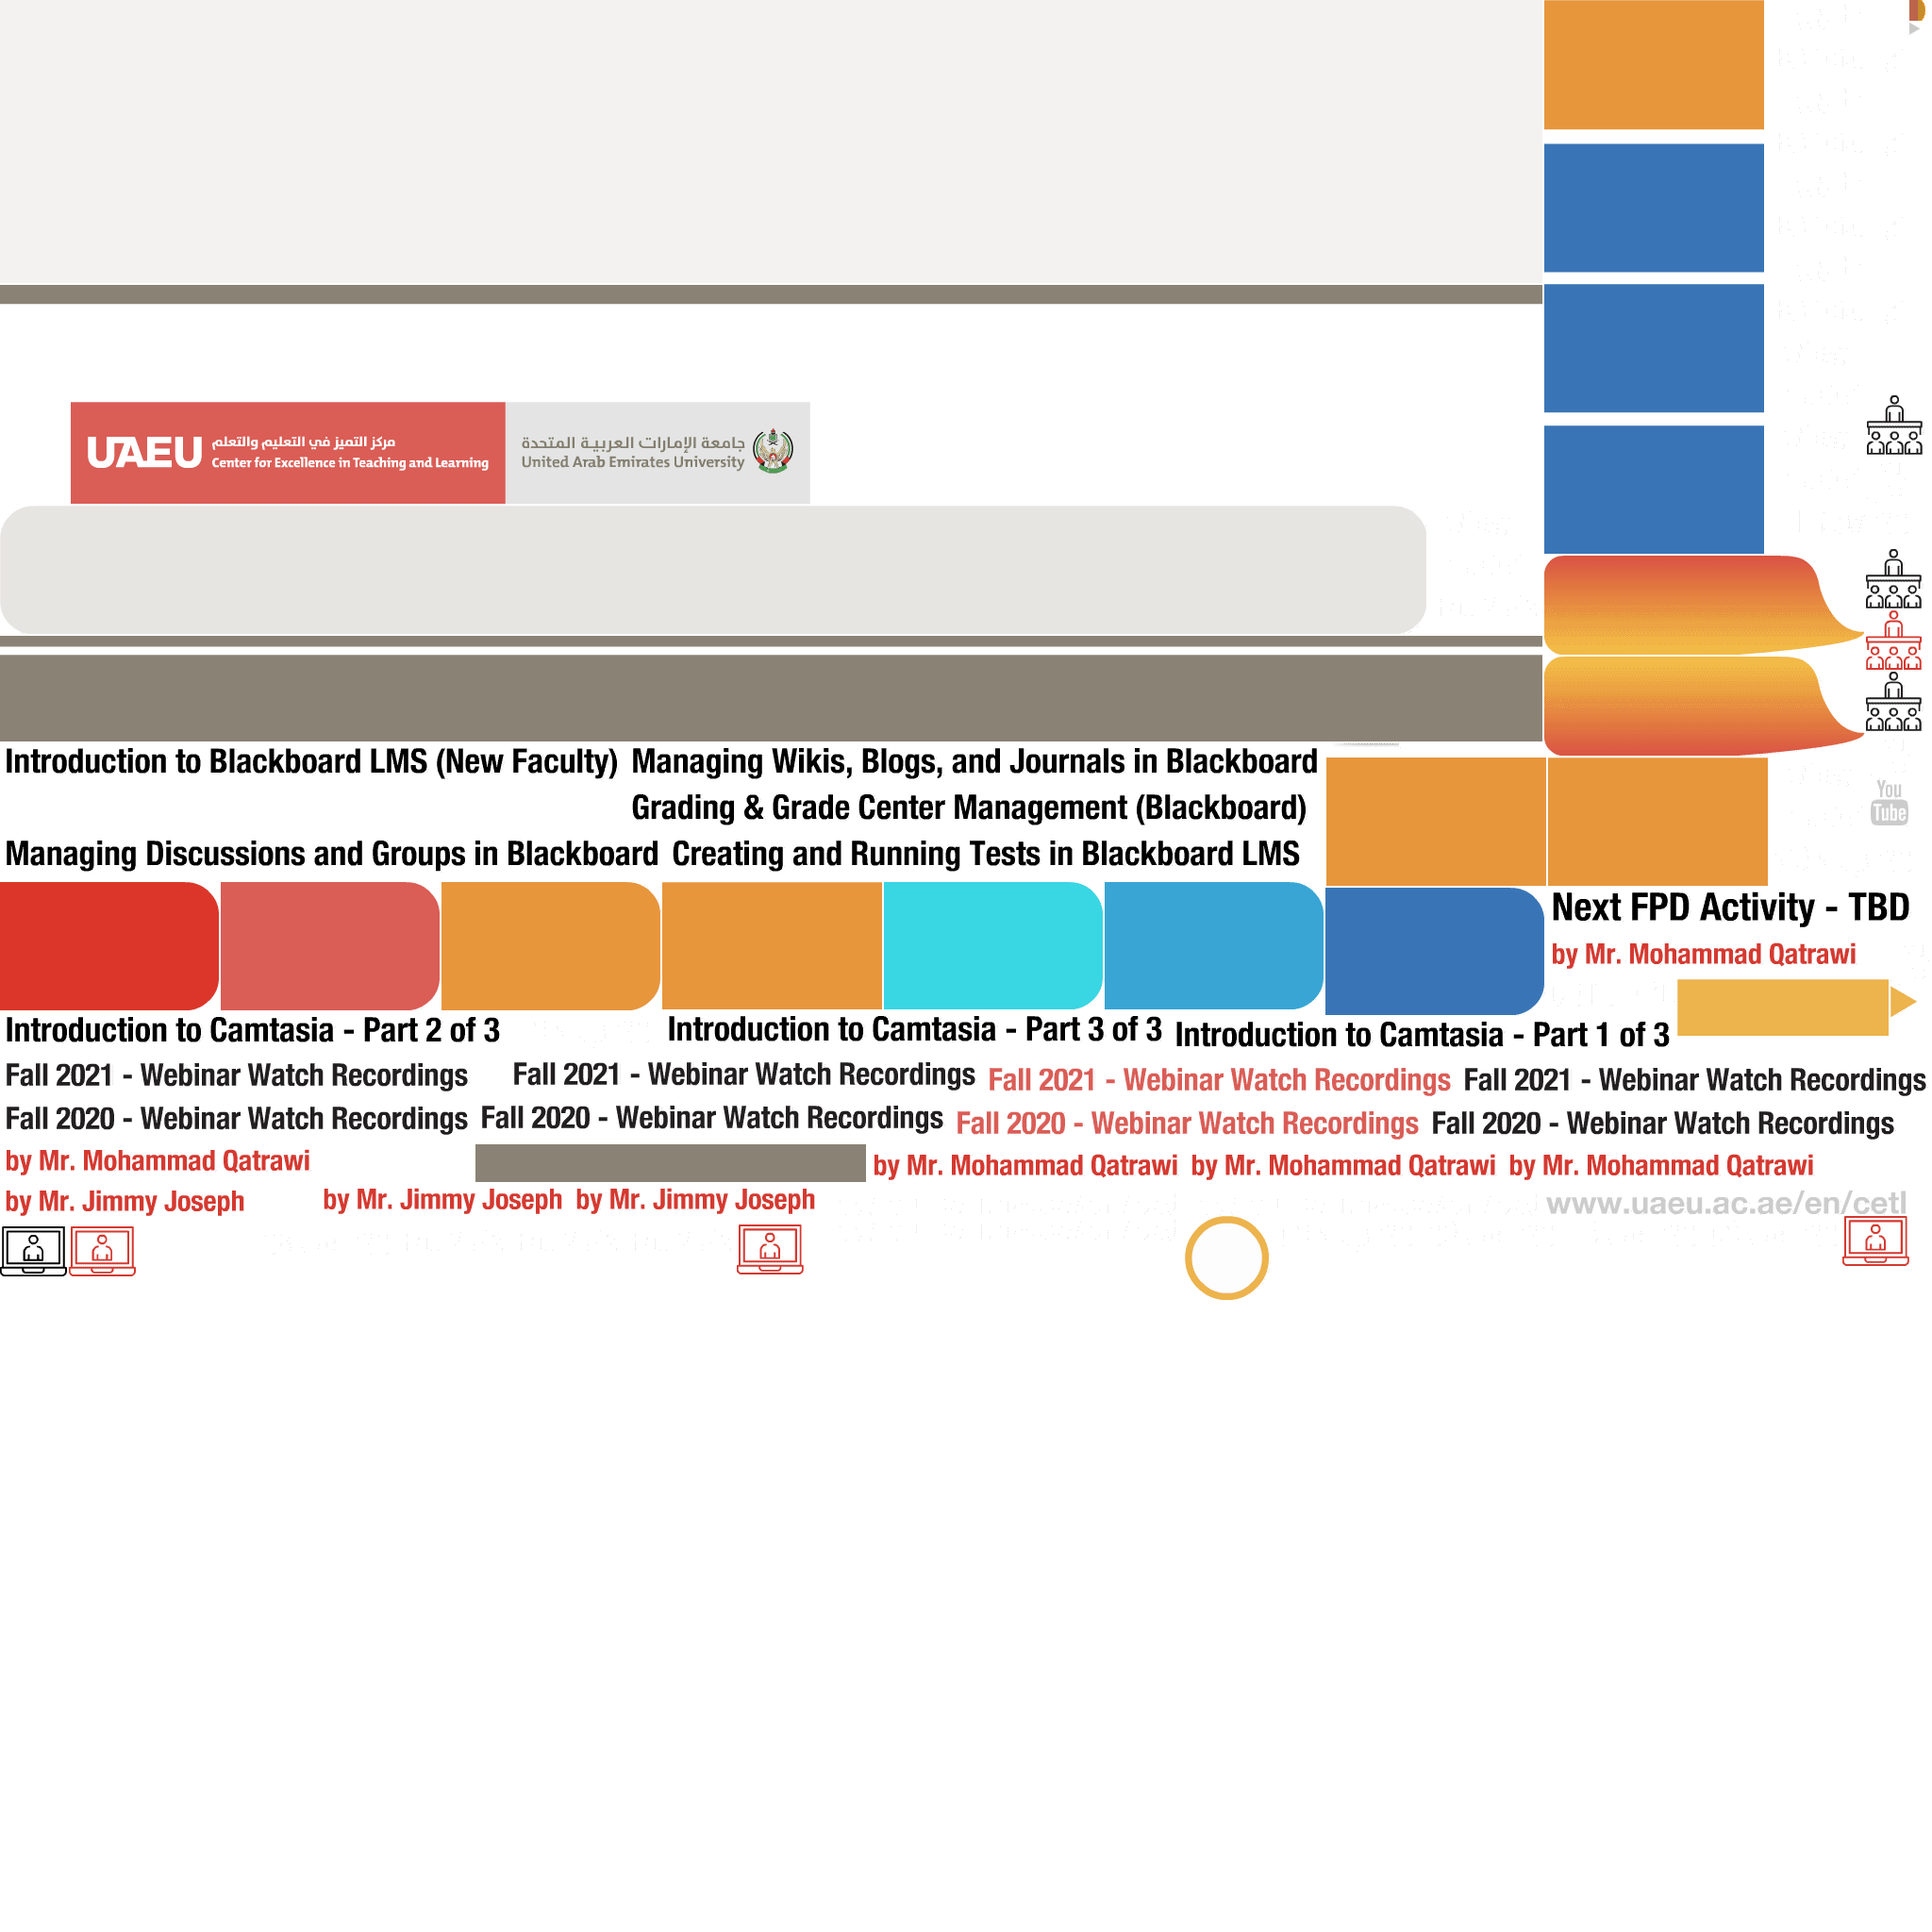 UAEU مركز التميز في التعليم والتعلم
Center for Excellence in Teaching and Learning
جامعة الإمارات العربية المتحدة
United Arab Emirates University
Introduction to Blackboard LMS (New Faculty) Managing Wikis, Blogs, and Journals in Blackboard
You
Tube
Grading & Grade Center Management (Blackboard)
Managing Discussions and Groups in Blackboard Creating and Running Tests in Blackboard LMS
Next FPD Activity - TBD
by Mr. Mohammad Qatrawi
Introduction to Camtasia - Part 2 of 3 Introduction to Camtasia - Part 3 of 3 Introduction to Camtasia - Part 1 of 3
Fall 2021 - Webinar Watch Recordings Fall 2021 - Webinar Watch Recordings Fall 2021 - Webinar Watch Recordings Fall 2021 - Webinar Watch Recordings
Fall 2020 - Webinar Watch Recordings Fall 2020 - Webinar Watch Recordings Fall 2020 - Webinar Watch Recordings Fall 2020 - Webinar Watch Recordings
by Mr. Mohammad Qatrawi by Mr. Mohammad Qatrawi by Mr. Mohammad Qatrawi by Mr. Mohammad Qatrawi
by Mr. Jimmy Joseph by Mr. Jimmy Joseph by Mr. Jimmy Joseph
www.uaeu.ac.ae/en/cetl